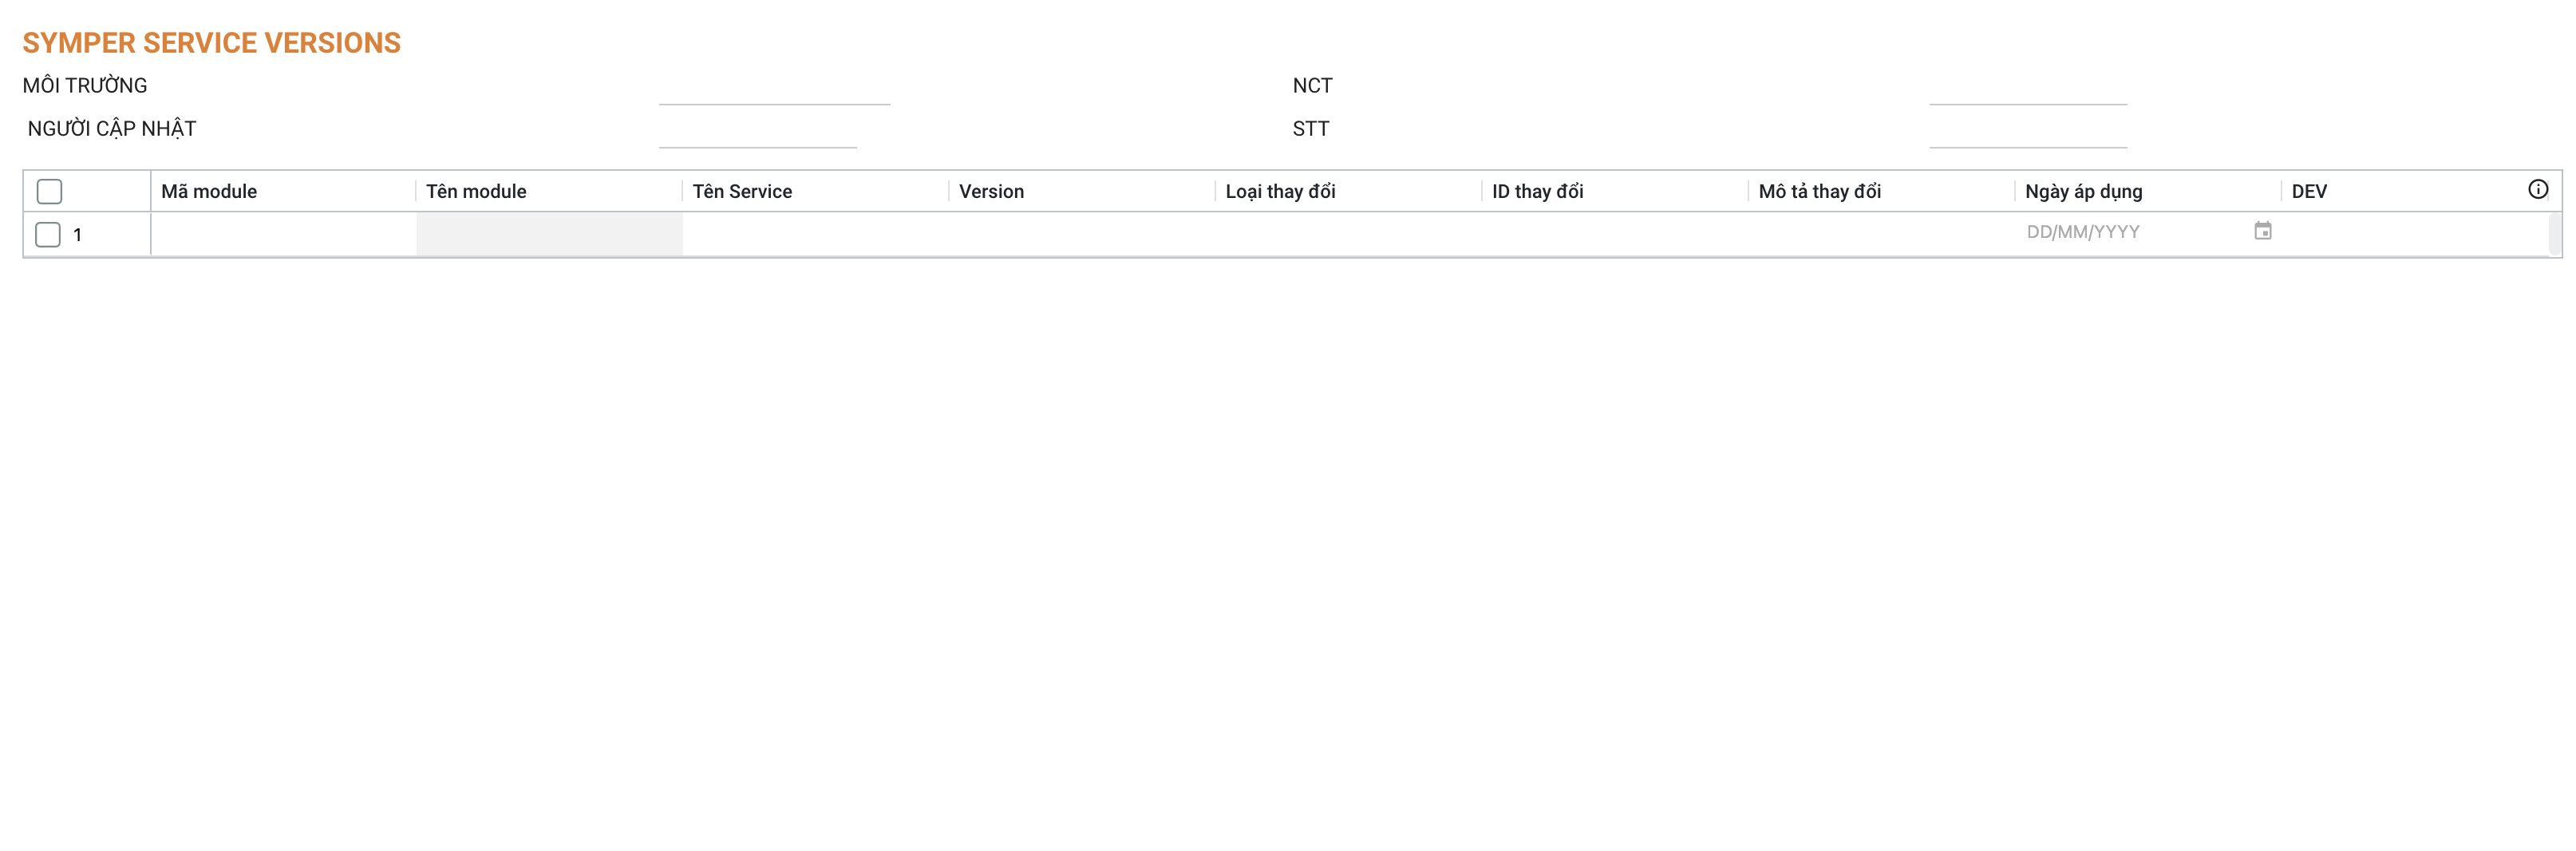 SYMPER SERVICE VERSIONS
MÔI TRƯỜNG NCT
NGƯỜI CẬP NHẬT STT
Mã module Tên module Tên Service Version Loại thay đổi ID thay đổi Mô tả thay đổi Ngày áp dụng DEV
1 DD/MM/YYYY